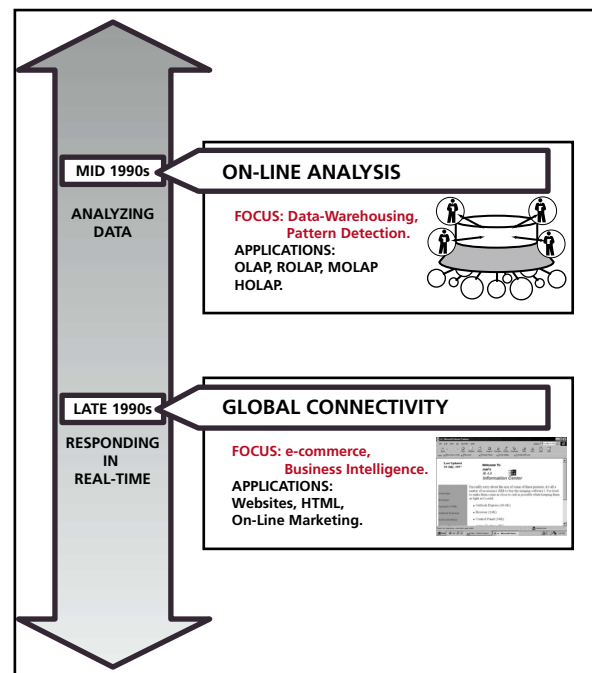 MID 1990s
ON-LINE ANALYSIS
ANALYZING
DATA
FOCUS: Data-Warehousing,
Pattern Detection.
APPLICATIONS:
OLAP, ROLAP, MOLAP
HOLAP.
LATE 1990s
GLOBAL CONNECTIVITY
RESPONDING
IN
REAL-TIME
FOCUS: e-commerce,
Business Intelligence.
APPLICATIONS:
Websites, HTML,
On-Line Marketing.
Last Updated
Welcome To
Information Center